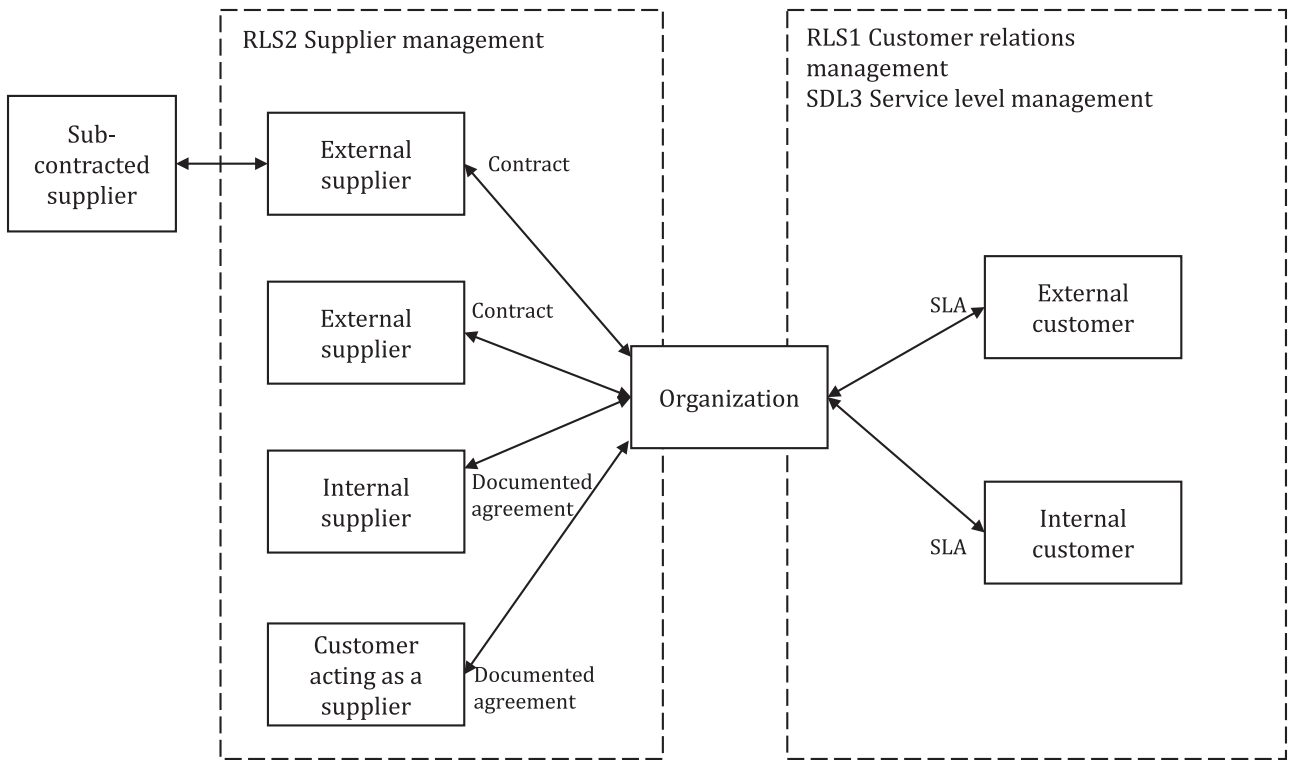 RLS2 Supplier management
RLS1 Customer relations
management
SDL3 Service level management
Sub-
contracted
supplier
External
supplier
Contract
External
supplier
Contract
Internal
supplier
Documented
agreement
Customer
acting as a
supplier
Documented
agreement
Organization
SLA
External
customer
SLA
Internal
customer